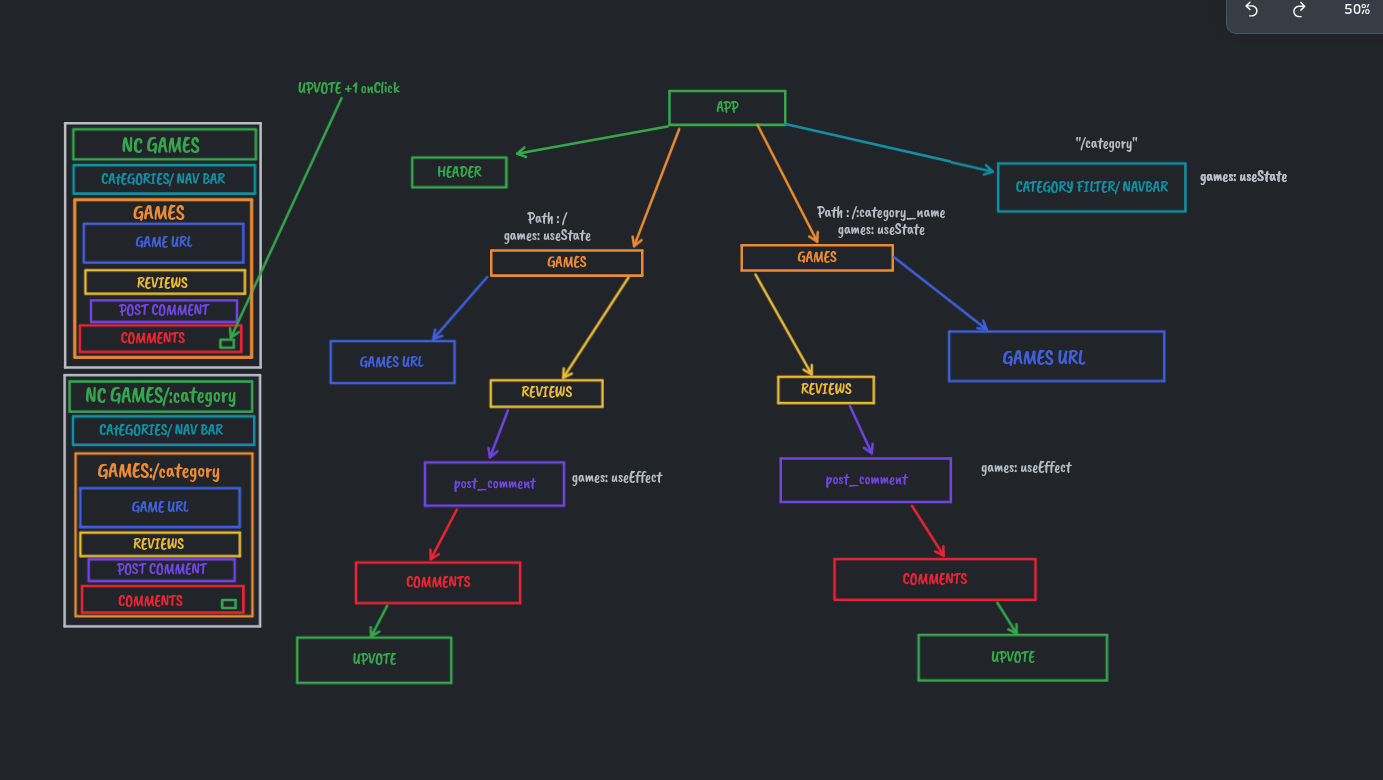 50%
UPVOTE +1 onClick
NC GAMES
CATEGORIES/ NAV BAR
GAMES
GAME URL
REVIEWS
POST COMMENT
COMMENTS
NC GAMES/:category
CATEGORIES/ NAV BAR
GAMES:/category
GAME URL
REVIEWS
POST COMMENT
COMMENTS
APP
HEADER
"/category"
CATEGORY FILTER/ NAVBAR
games: useState
Path : /
games: useState
GAMES
Path : /:category_name
games: useState
GAMES
GAMES URL
REVIEWS
REVIEWS
GAMES URL
post_comment
games: useEffect
post_comment
games: useEffect
COMMENTS
COMMENTS
UPVOTE
UPVOTE